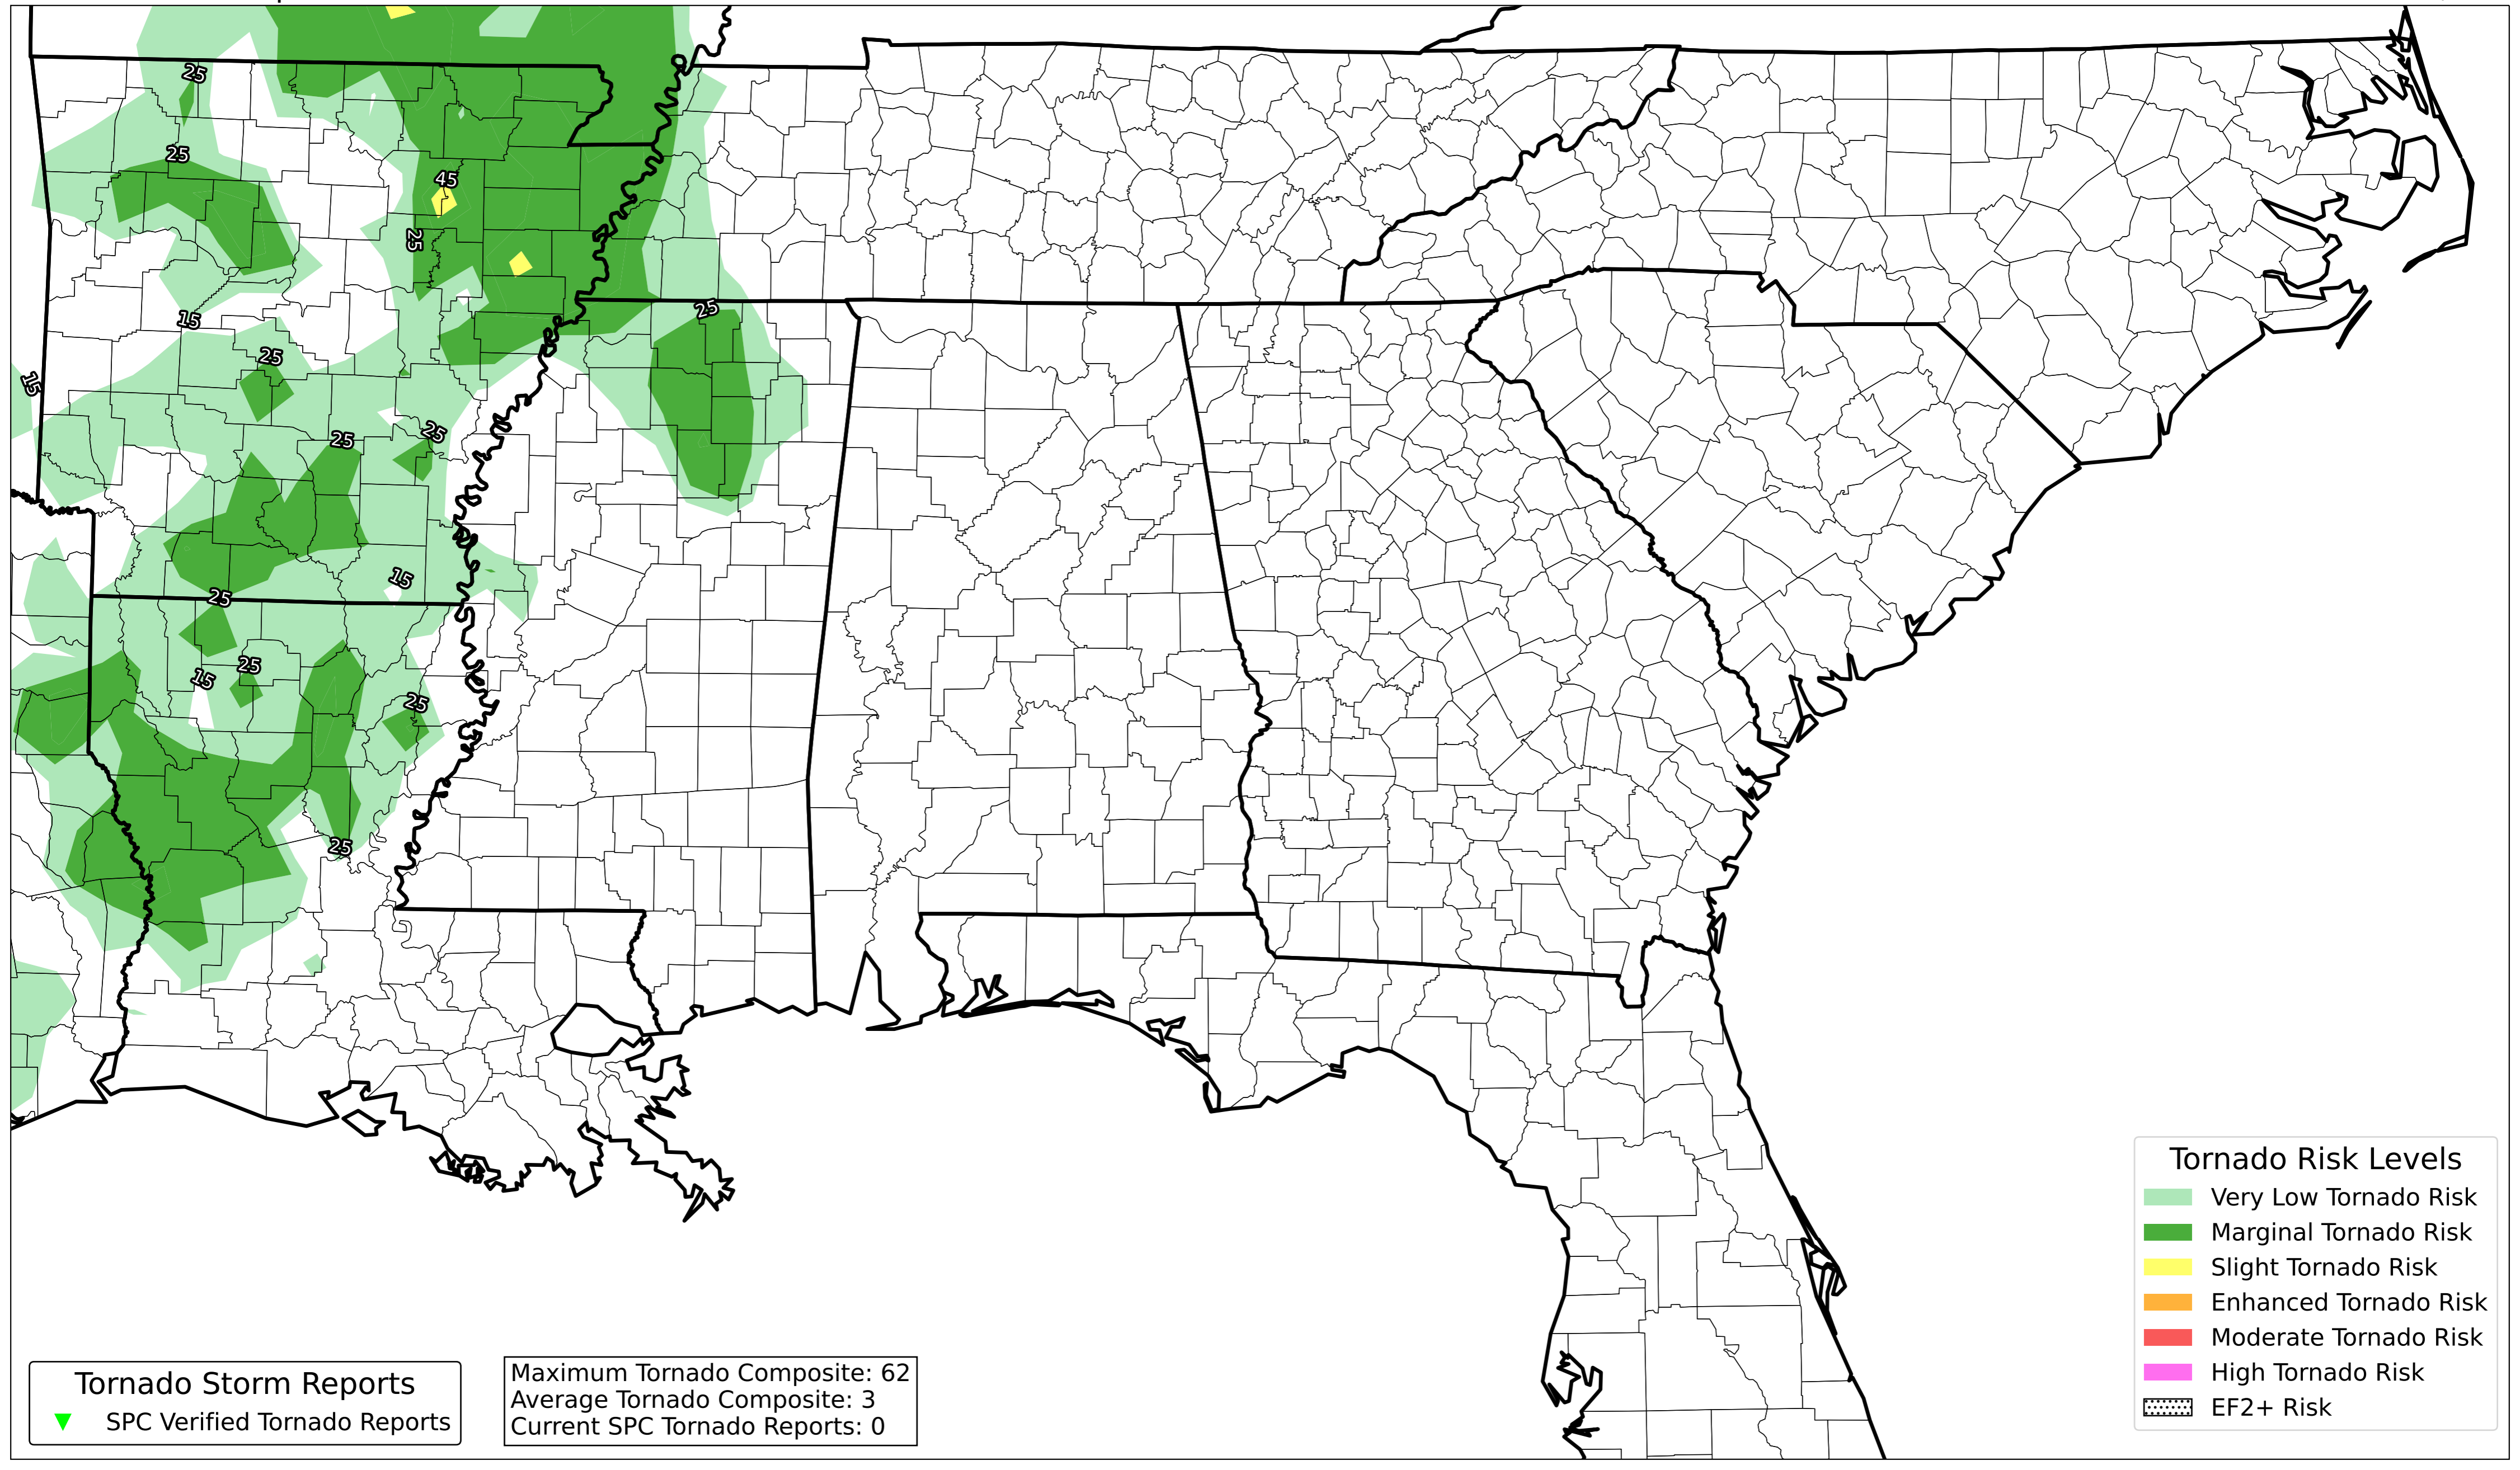 25
25
45
25
25
15
25
15
25
25
15
25
25
15
25
25
Tornado Risk Levels
Very Low Tornado Risk
Marginal Tornado Risk
Slight Tornado Risk
Enhanced Tornado Risk
Moderate Tornado Risk
High Tornado Risk
EF2+ Risk
Tornado Storm Reports
SPC Verified Tornado Reports
Maximum Tornado Composite: 62
Average Tornado Composite: 3
Current SPC Tornado Reports: 0